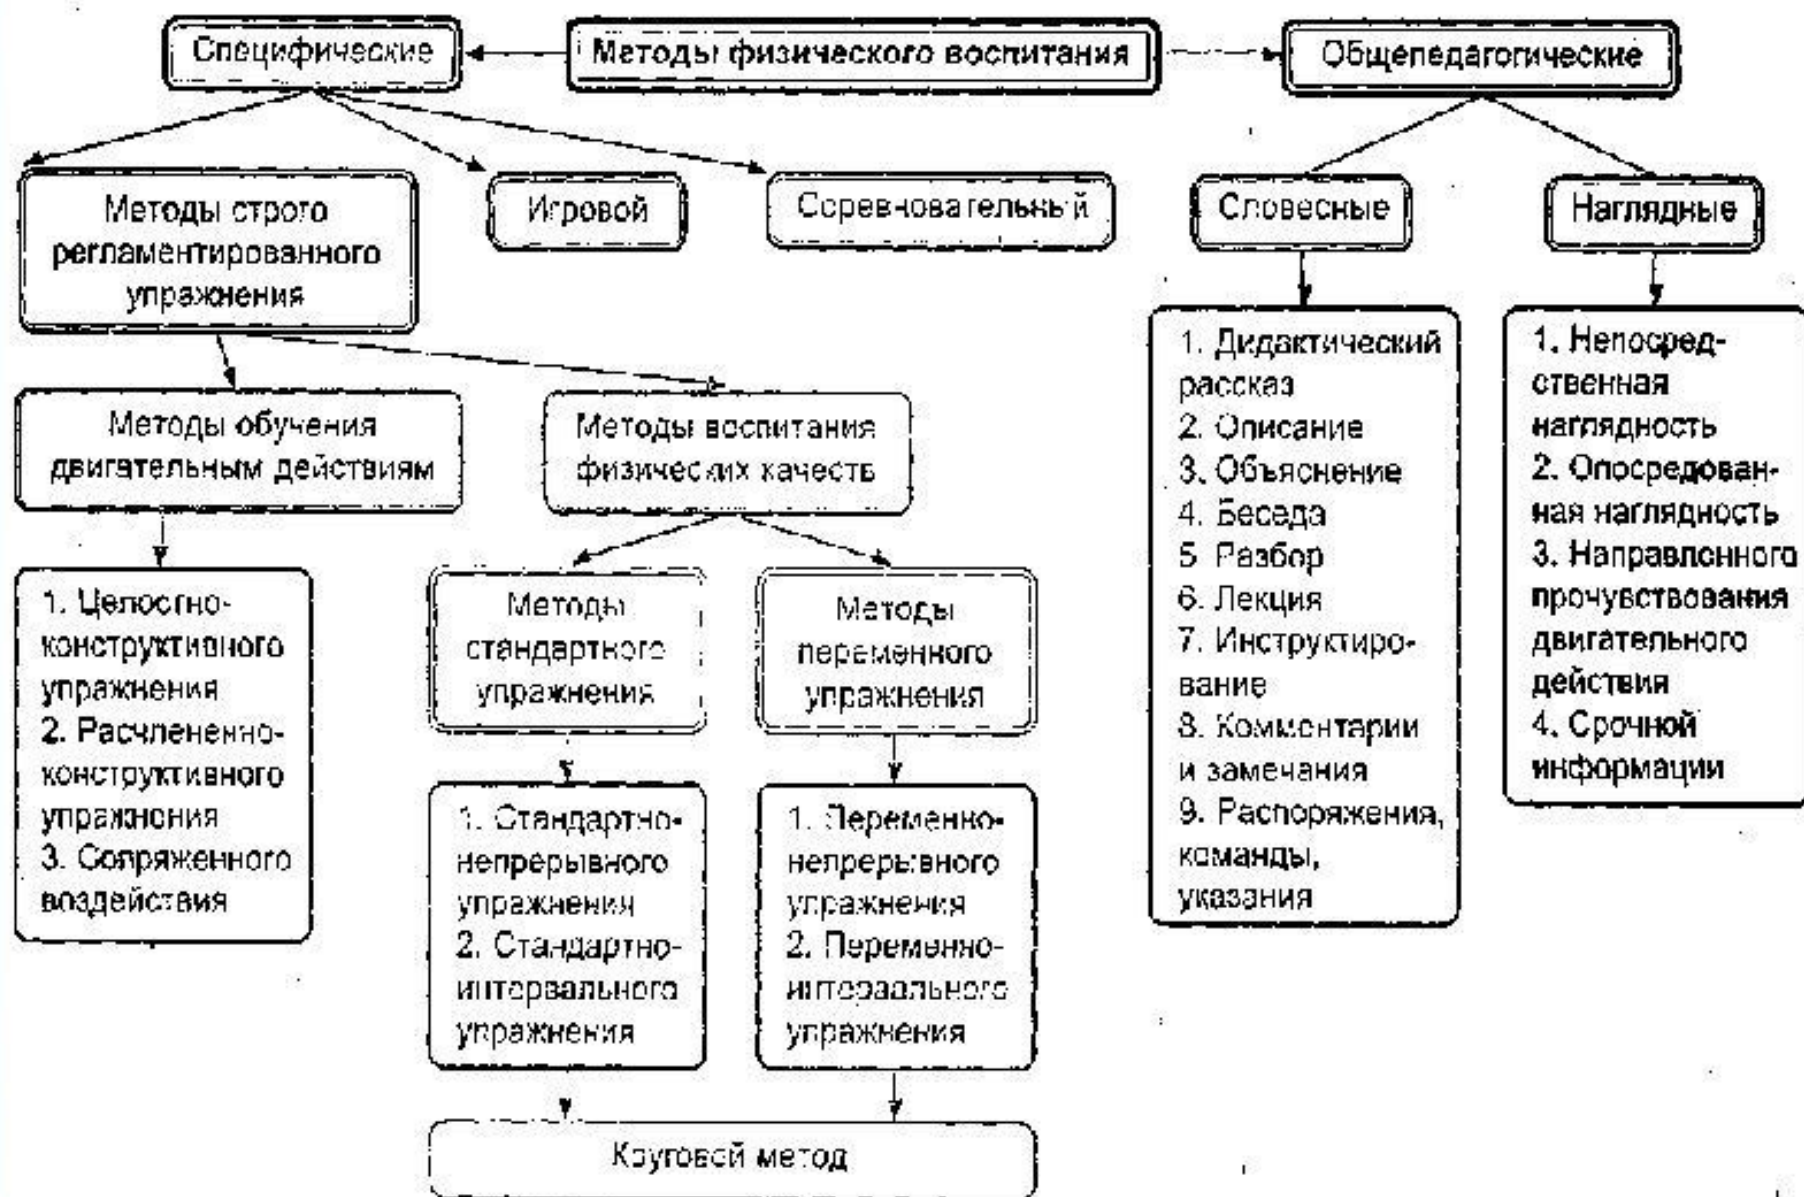 Специфические
Методы физического воспитания
Общепедагогические
Методы строго
регламентированного
упражнения
Игровой
Соревновательный
Словесные
Наглядные
Методы обучения
двигательным действиям
Методы воспитания
физических качеств
1. Целостно-
конструктивного
упражнения
2. Расчлененно-
конструктивного
упражнения
3. Сопряженного
воздействия
Методы
стандартного
упражнения
Методы
переменного
упражнения
1. Стандартно-
непрерывного
упражнения
2. Стандартно-
интервального
упражнения
1. Переменно-
непрерывного
упражнения
2. Переменно-
интервального
упражнения
Круговой метод
1. Дидактический
рассказ
2. Описание
3. Объяснение
4. Беседа
5 Разбор
6. Лекция
7. Инструктиро-
вание
8. Комментарии
и замечания
9. Распоряжения,
команды,
указания
1. Непосред-
ственная
наглядность
2. Опосредован-
ная наглядность
3. Направленного
прочувствования
двигательного
действия
4. Срочной
информации